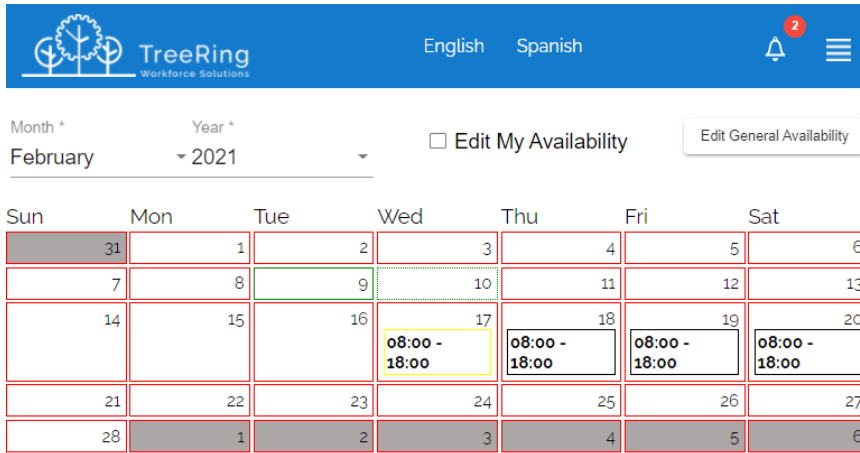 TreeRing
Workforce Solutions
English Spanish
2
Month * Year *
February 2021
Edit My Availability
Edit General Availability
Sun Mon Tue Wed Thu Fri Sat
31 1 2 3 4 5 6
7 8 9 10 11 12 13
14 15 16 17 18 19 20
08:00 - 08:00 - 08:00 - 08:00 -
18:00 18:00 18:00 18:00
21 22 23 24 25 26 27
28 1 2 3 4 5 6